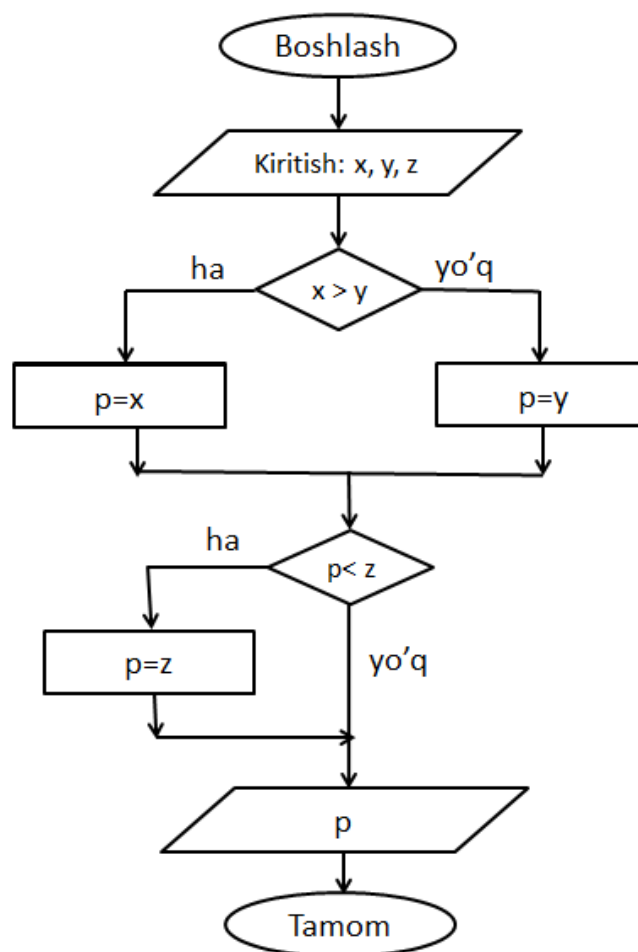 Boshlash
Kiritish: x, y, z
ha
yo’q
x > y
p=x
p=y
ha
p< z
p=z
yo’q
p
Tamom